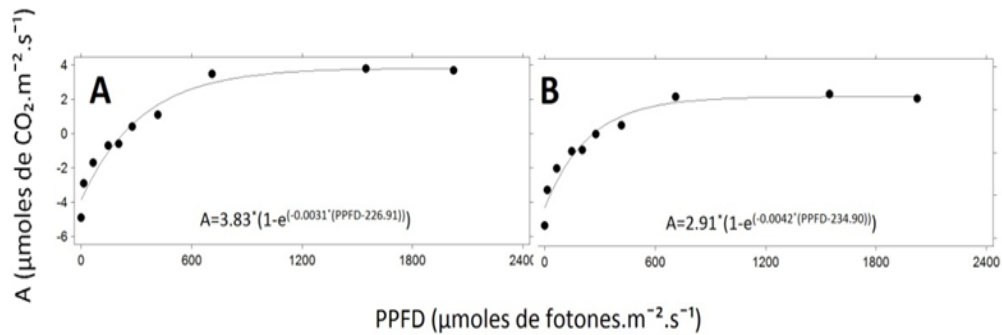 A
B
4
2
0
-2
-4
-6
A (µmoles de CO₂.m⁻².s⁻¹)
A=3.83*(1-e(-0.0031*(PPFD-226.91)))
A=2.91*(1-e(-0.0042*(PPFD-234.90)))
0 600 1200 1800 2400 0 600 1200 1800 2400
PPFD (µmoles de fotones.m⁻².s⁻¹)